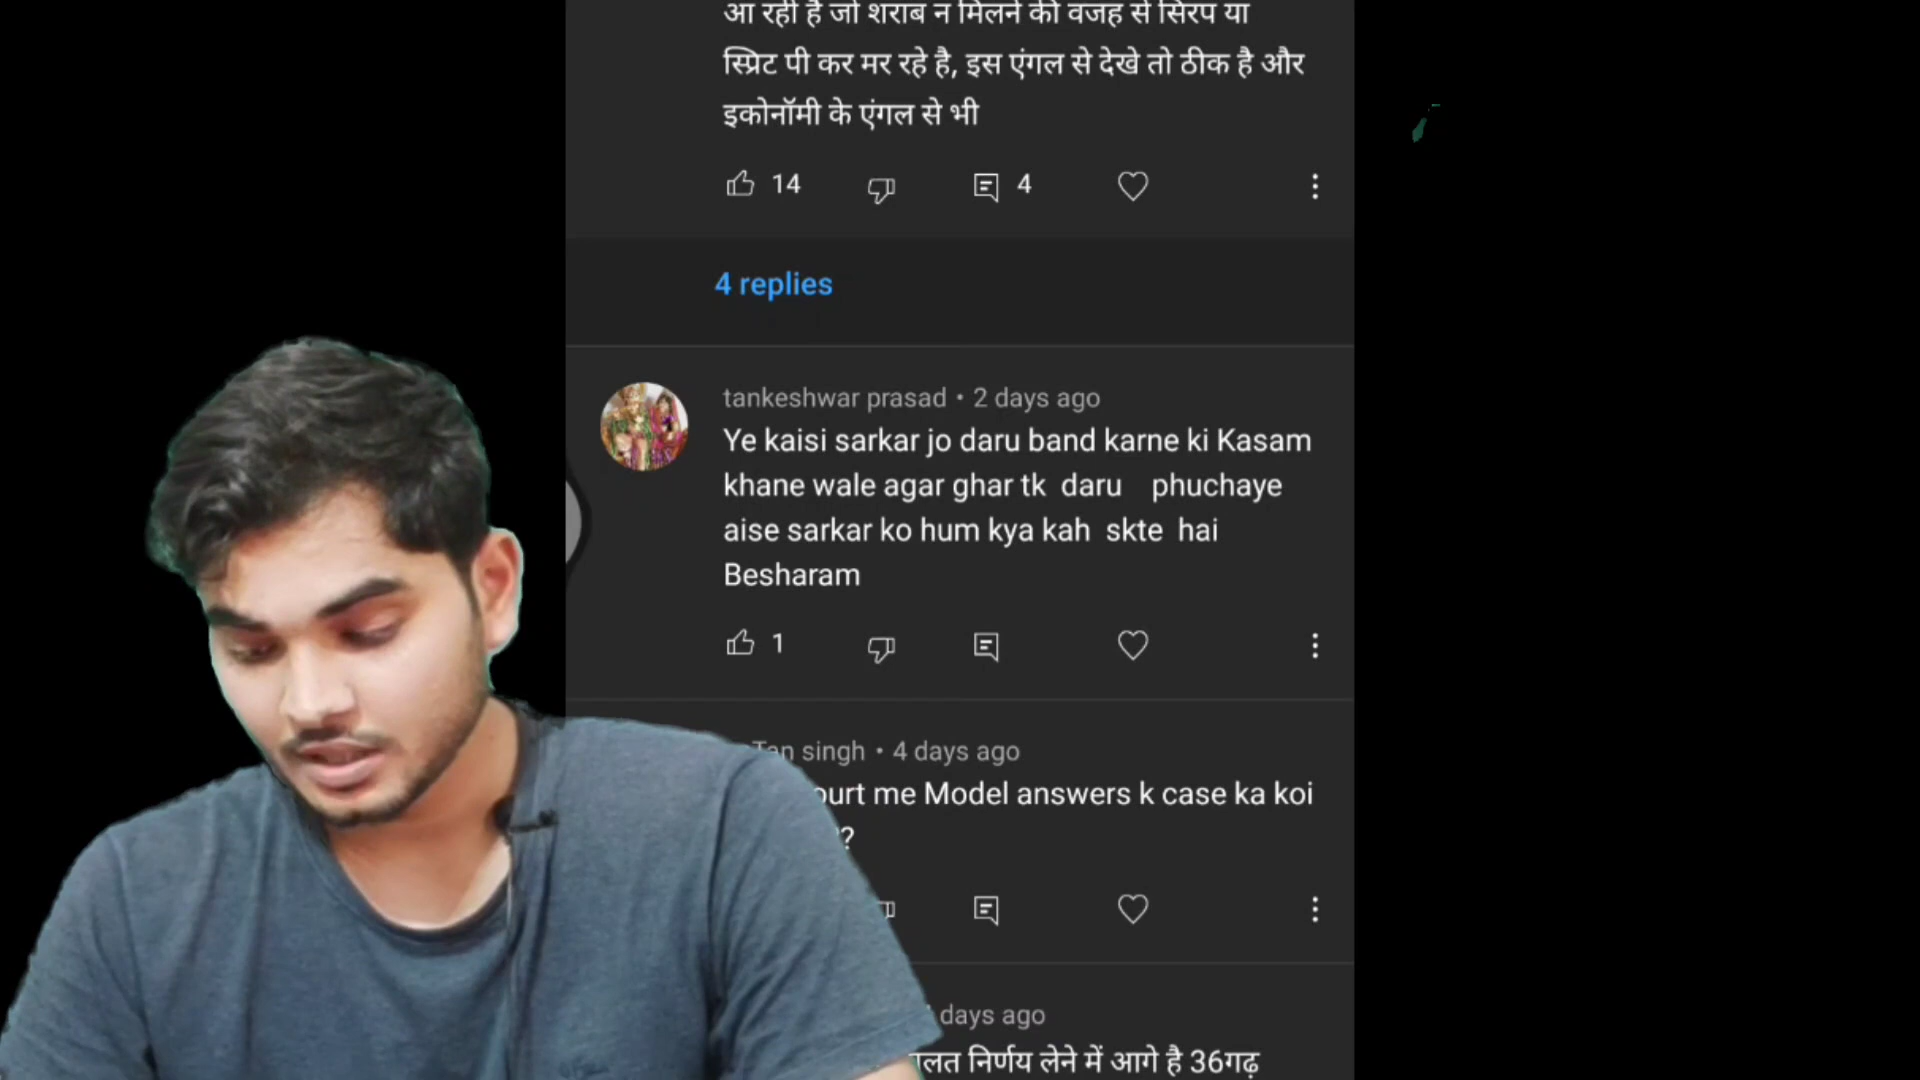 आ रही है जो शराब न मिलने की वजह से सिरप या
स्प्रिट पी कर मर रहे है, इस एंगल से देखे तो ठीक है और
इकोनॉमी के एंगल से भी
14
4
4 replies
tankeshwar prasad • 2 days ago
Ye kaisi sarkar jo daru band karne ki Kasam
khane wale agar ghar tk daru phuchaye
aise sarkar ko hum kya kah skte hai
Besharam
1
singh • 4 days ago
me Model answers k case ka koi
?
days ago
निर्णय लेने में आगे है 36गढ़